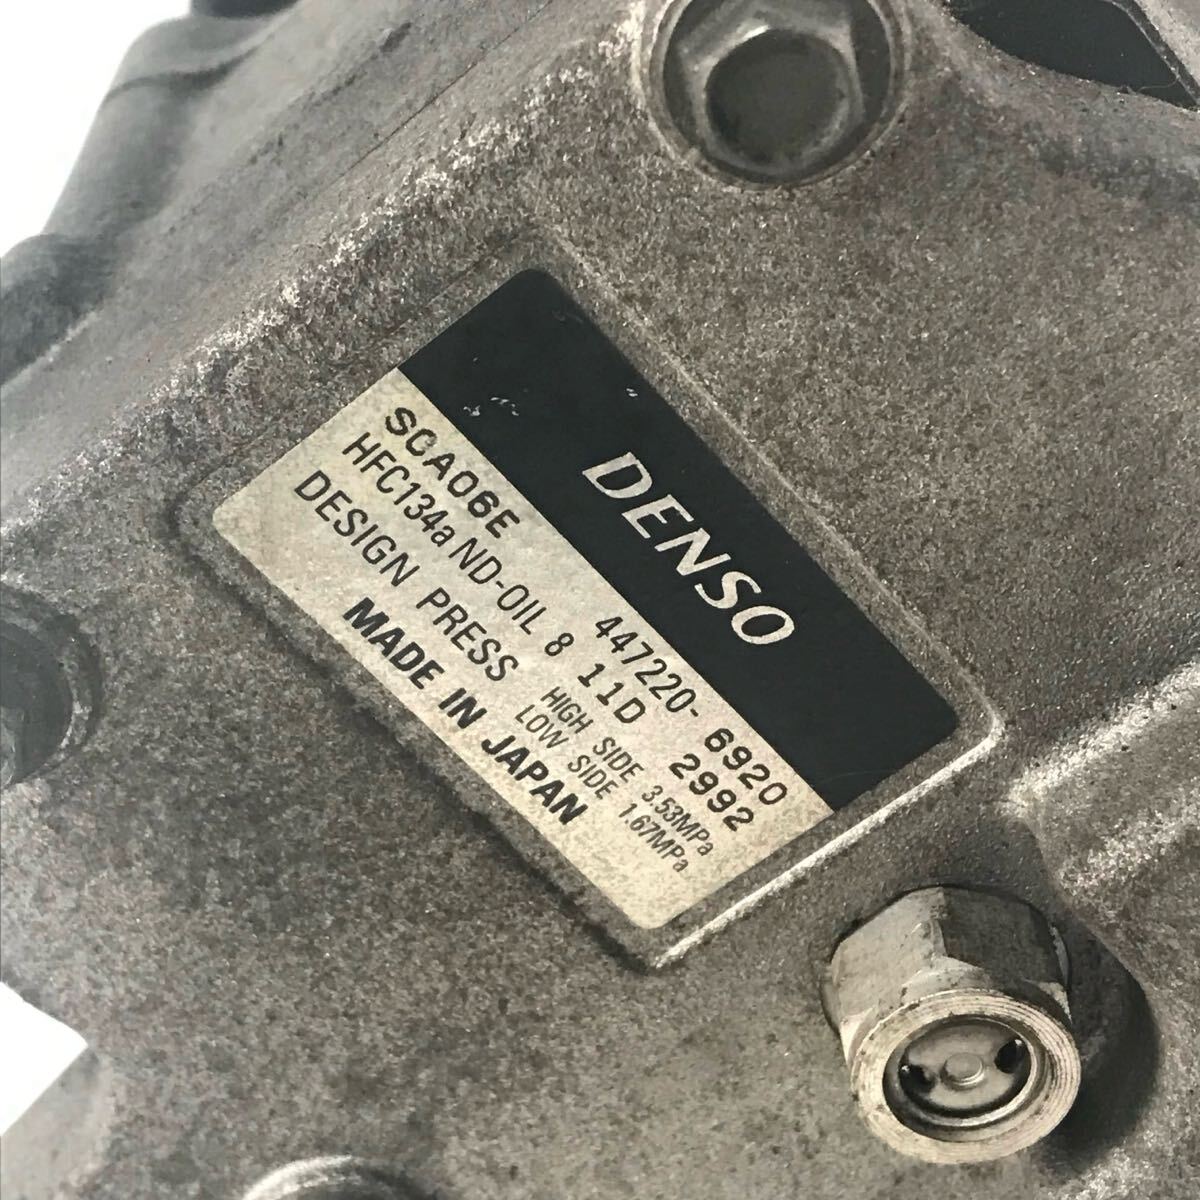 DENSO
SCA06E 447220-6920
HFC134a ND-OIL 8 11D 2992
DESIGN PRESS HIGH SIDE 3.53MPa
LOW SIDE 1.67MPa
MADE IN JAPAN